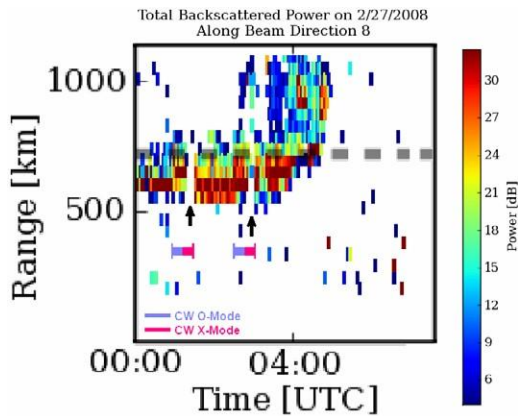 Total Backscattered Power on 2/27/2008
Along Beam Direction 8
1000
500
Range [km]
CW O-Mode
CW X-Mode
00:00 04:00
Time [UTC]
30
27
24
21
18
15
12
9
6
Power [dB]